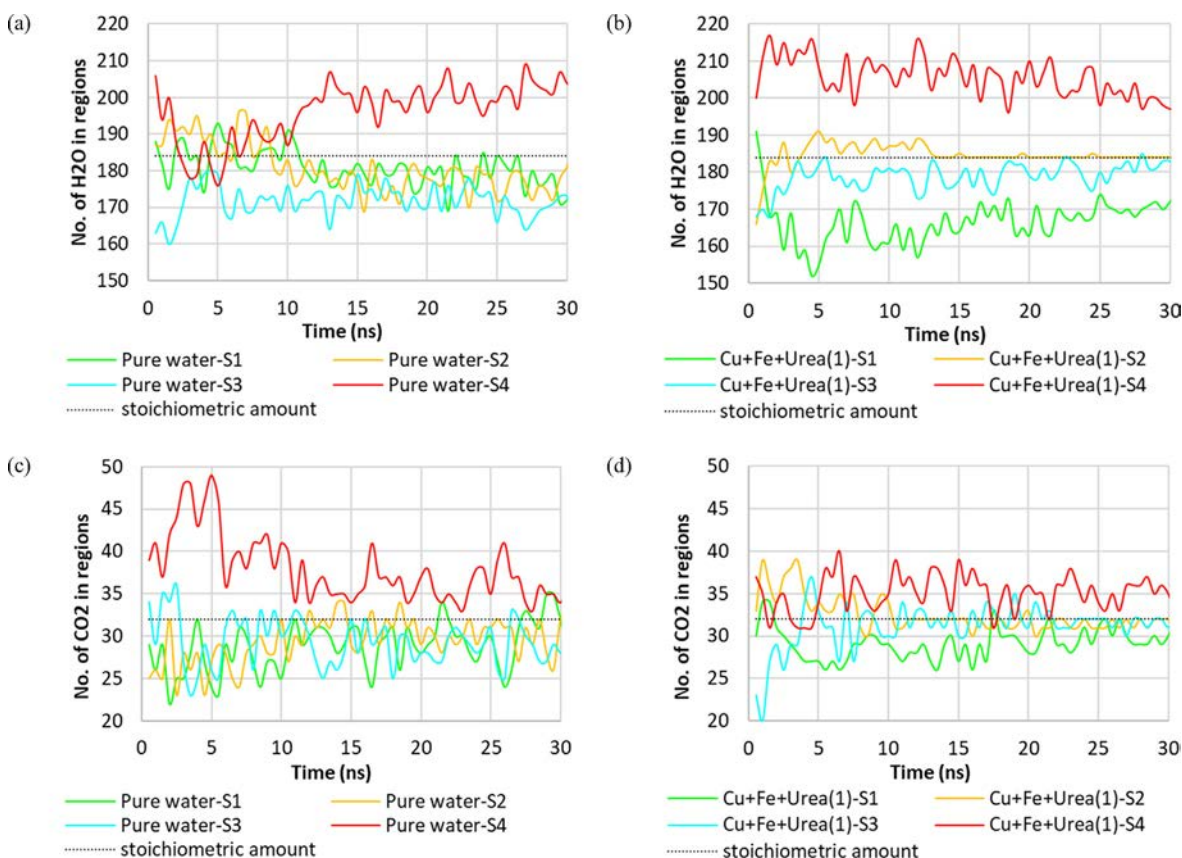 (a)
No. of H2O in regions
220
210
200
190
180
170
160
150
0 5 10 15 20 25 30
Time (ns)
Pure water-S1 Pure water-S2
Pure water-S3 Pure water-S4
stoichiometric amount
(b)
No. of H2O in regions
220
210
200
190
180
170
160
150
0 5 10 15 20 25 30
Time (ns)
Cu+Fe+Urea(1)-S1 Cu+Fe+Urea(1)-S2
Cu+Fe+Urea(1)-S3 Cu+Fe+Urea(1)-S4
stoichiometric amount
(c)
No. of CO2 in regions
50
45
40
35
30
25
20
0 5 10 15 20 25 30
Time (ns)
Pure water-S1 Pure water-S2
Pure water-S3 Pure water-S4
stoichiometric amount
(d)
No. of CO2 in regions
50
45
40
35
30
25
20
0 5 10 15 20 25 30
Time (ns)
Cu+Fe+Urea(1)-S1 Cu+Fe+Urea(1)-S2
Cu+Fe+Urea(1)-S3 Cu+Fe+Urea(1)-S4
stoichiometric amount